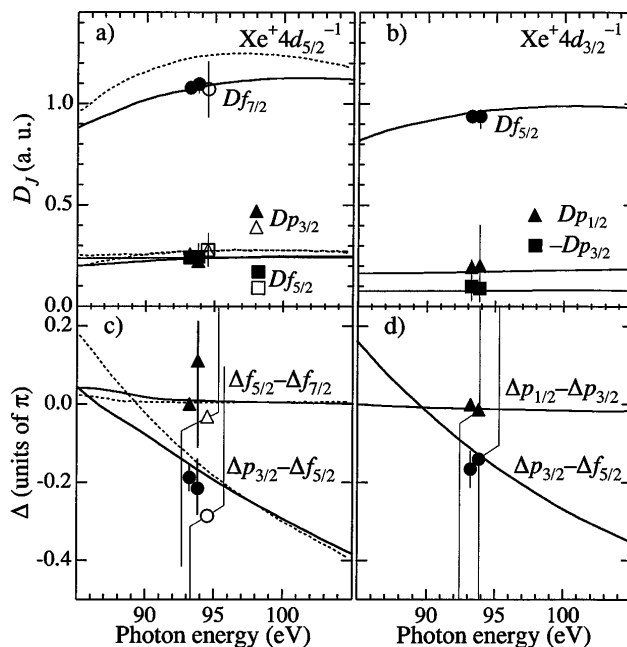 a) Xe⁺4d₅/₂⁻¹
b) Xe⁺4d₃/₂⁻¹
D_J (a. u.)
1.0
0.5
0.0
Df₇/₂
Dp₃/₂
Df₅/₂
Df₅/₂
Dp₁/₂
−Dp₃/₂
c)
d)
Δ (units of π)
0.2
0.0
-0.2
-0.4
Δf₅/₂−Δf₇/₂
Δp₃/₂−Δf₅/₂
Δp₁/₂−Δp₃/₂
Δp₃/₂−Δf₅/₂
90 95 100
90 95 100
Photon energy (eV)
Photon energy (eV)